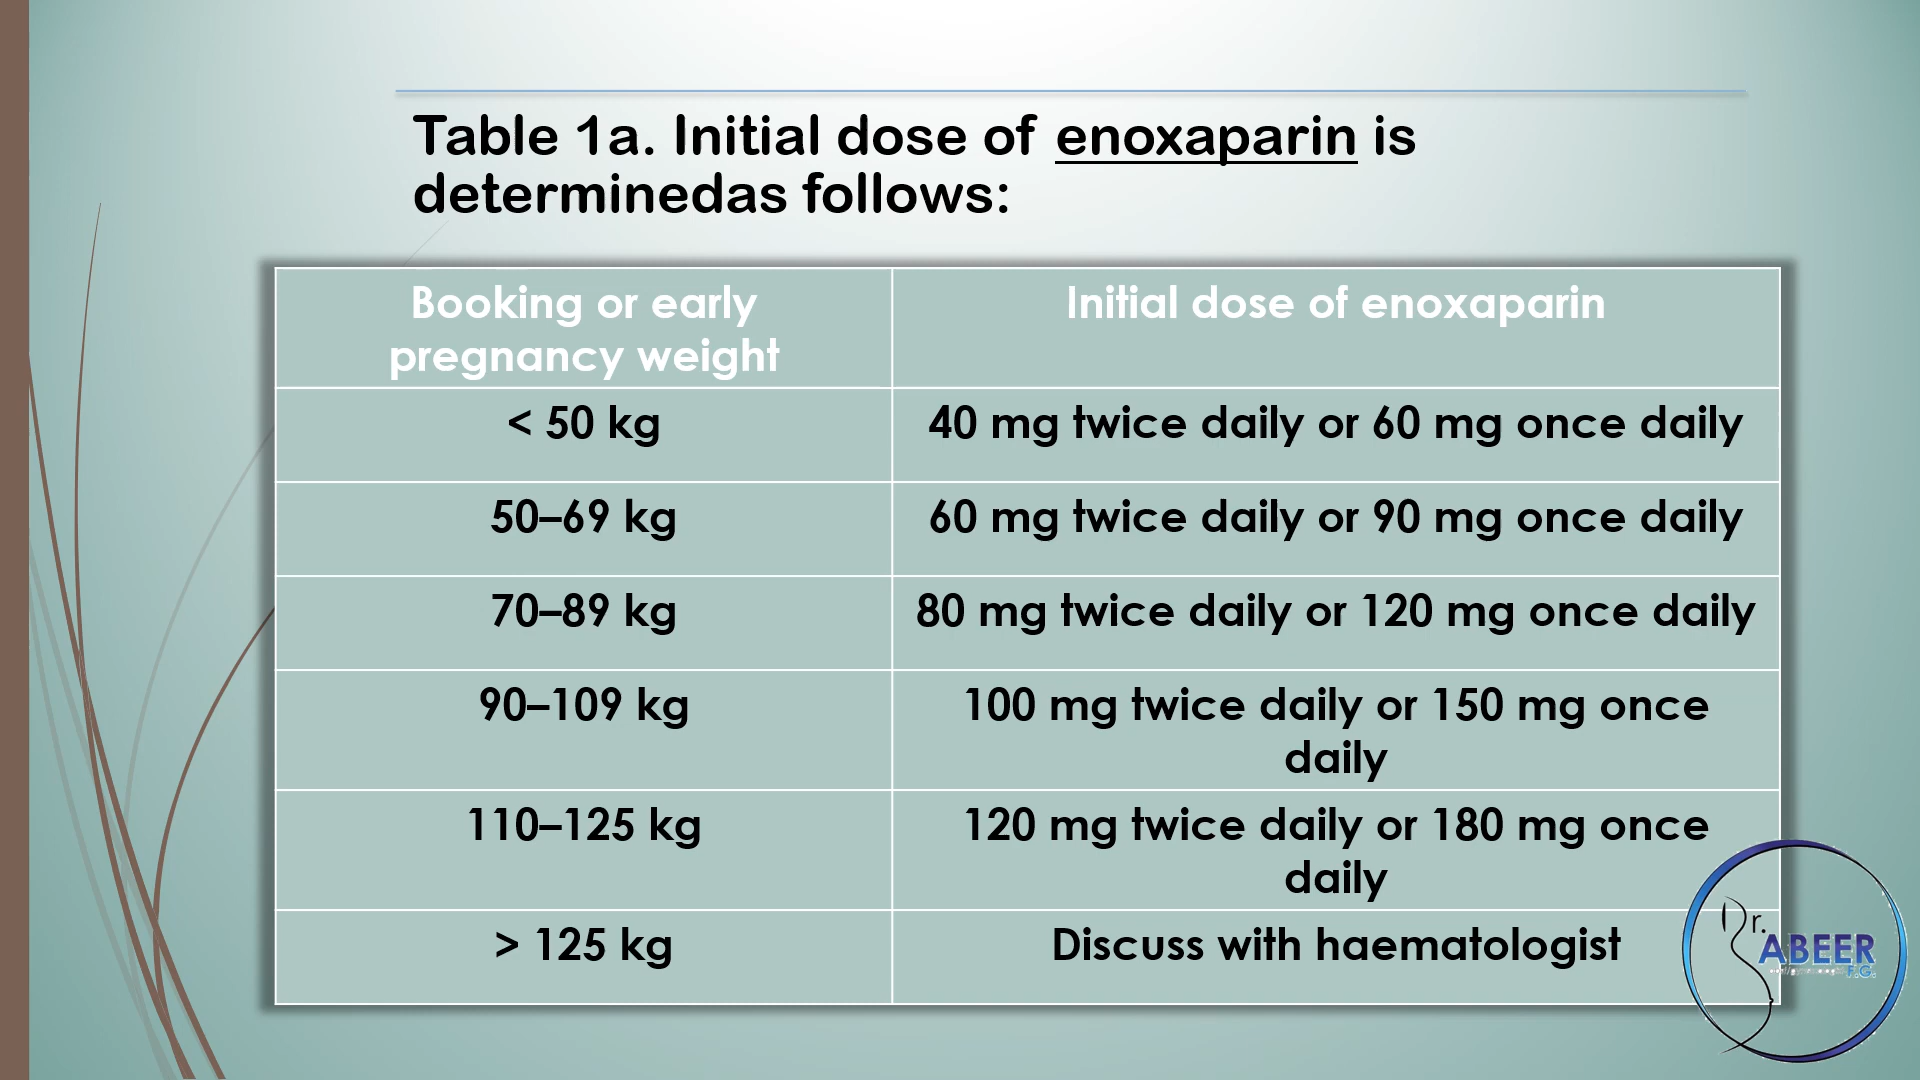 Table 1a. Initial dose of enoxaparin is
determinedas follows:
Booking or early
pregnancy weight
Initial dose of enoxaparin
< 50 kg
40 mg twice daily or 60 mg once daily
50–69 kg
60 mg twice daily or 90 mg once daily
70–89 kg
80 mg twice daily or 120 mg once daily
90–109 kg
100 mg twice daily or 150 mg once
daily
110–125 kg
120 mg twice daily or 180 mg once
daily
> 125 kg
Discuss with haematologist
Dr.
ABEER
F.G.